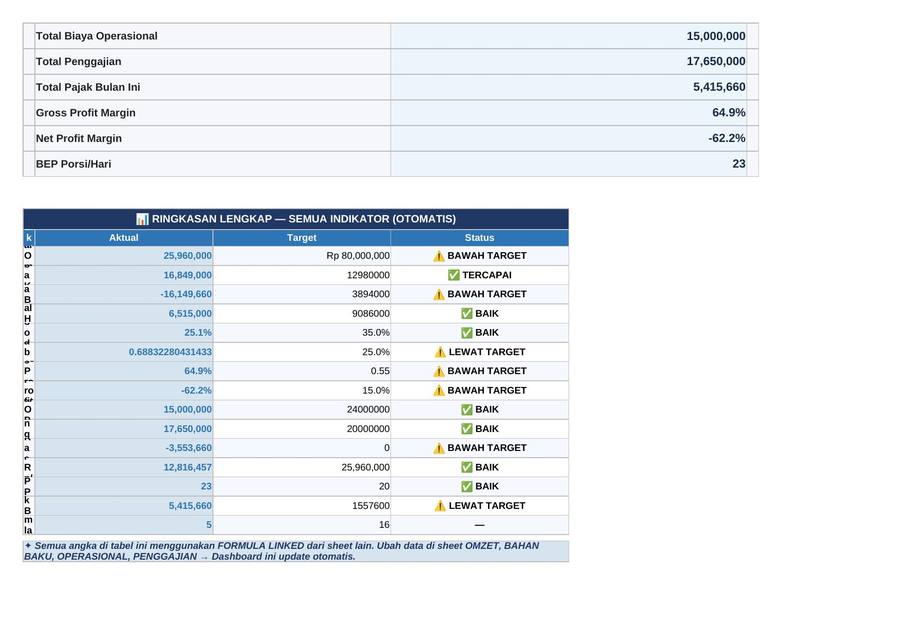 Total Biaya Operasional 15,000,000
Total Penggajian 17,650,000
Total Pajak Bulan Ini 5,415,660
Gross Profit Margin 64.9%
Net Profit Margin -62.2%
BEP Porsi/Hari 23
📊 RINGKASAN LENGKAP — SEMUA INDIKATOR (OTOMATIS)
k Aktual Target Status
25,960,000 Rp 80,000,000 ⚠️ BAWAH TARGET
16,849,000 12980000 ✅ TERCAPAI
-16,149,660 3894000 ⚠️ BAWAH TARGET
6,515,000 9086000 ✅ BAIK
25.1% 35.0% ✅ BAIK
0.68832280431433 25.0% ⚠️ LEWAT TARGET
64.9% 0.55 ⚠️ BAWAH TARGET
-62.2% 15.0% ⚠️ BAWAH TARGET
15,000,000 24000000 ✅ BAIK
17,650,000 20000000 ✅ BAIK
-3,553,660 0 ⚠️ BAWAH TARGET
12,816,457 25,960,000 ✅ BAIK
23 20 ✅ BAIK
5,415,660 1557600 ⚠️ LEWAT TARGET
5 16 —
✦ Semua angka di tabel ini menggunakan FORMULA LINKED dari sheet lain. Ubah data di sheet OMZET, BAHAN
BAKU, OPERASIONAL, PENGGAJIAN → Dashboard ini update otomatis.